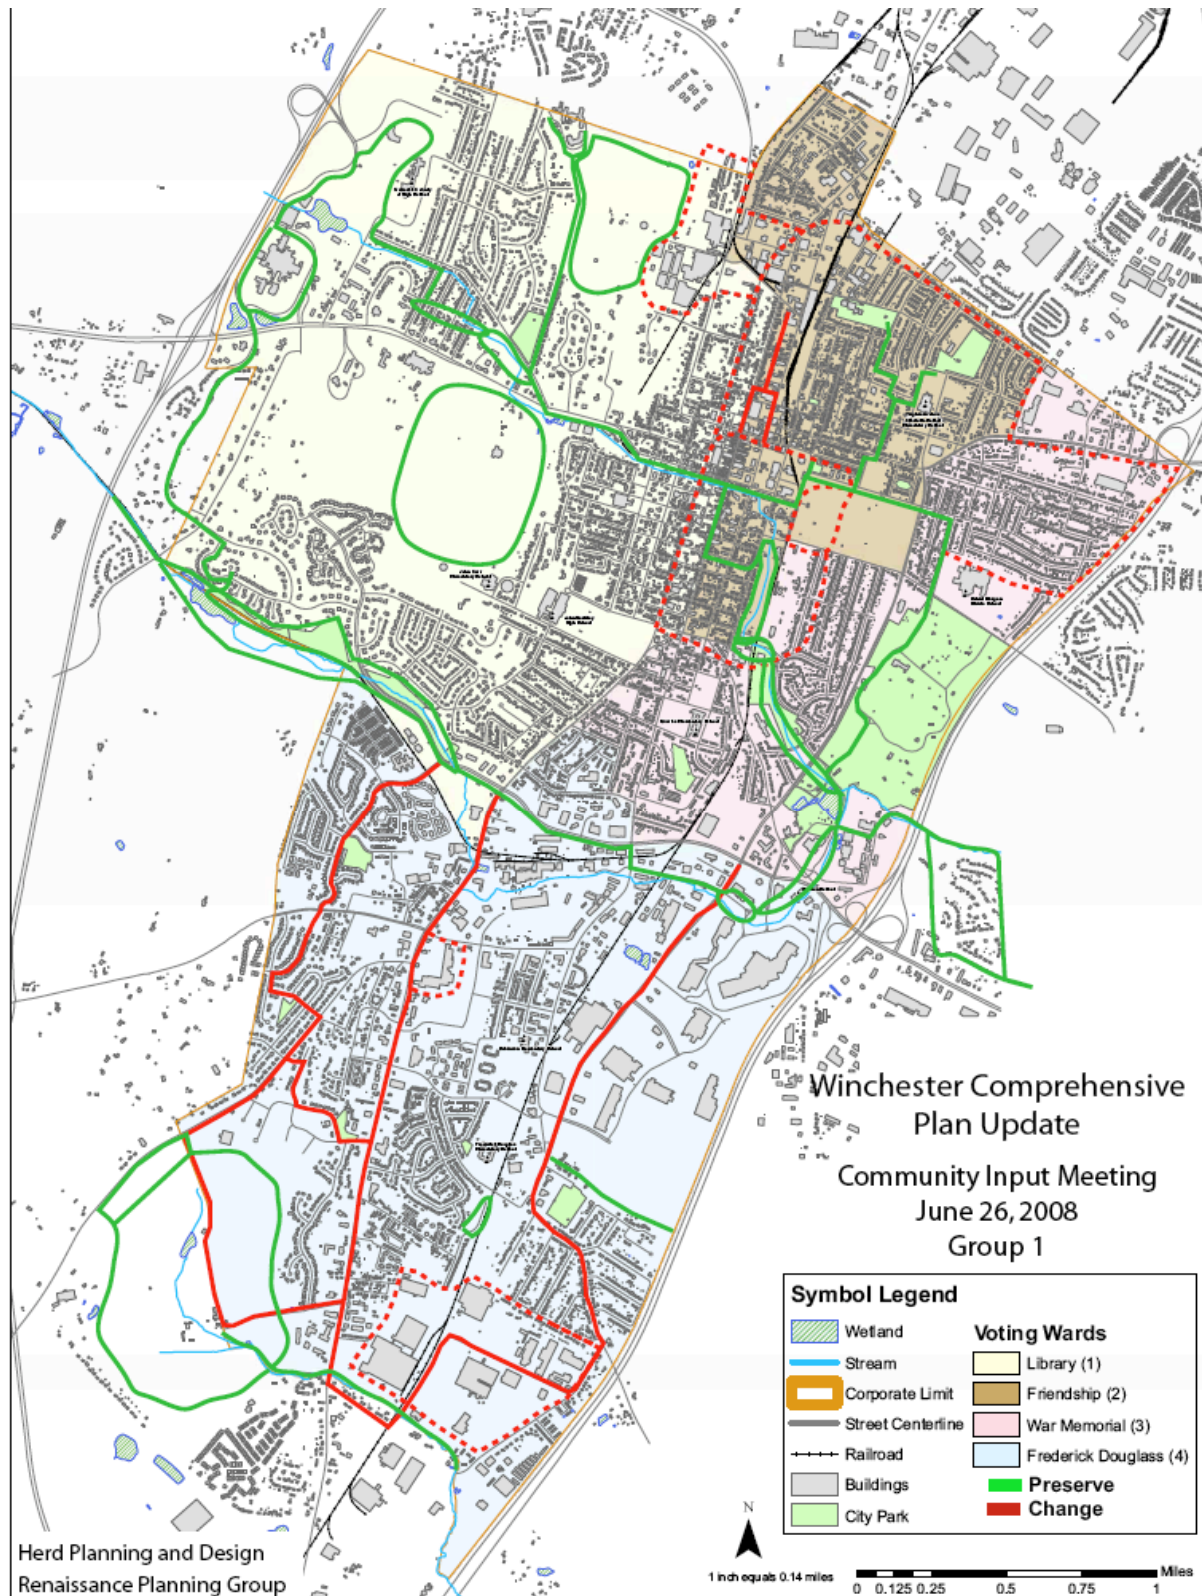 Winchester Comprehensive
Plan Update
Community Input Meeting
June 26, 2008
Group 1
Symbol Legend
Wetland
Stream
Corporate Limit
Street Centerline
Railroad
Buildings
City Park
Voting Wards
Library (1)
Friendship (2)
War Memorial (3)
Frederick Douglass (4)
Preserve
Change
N
1 inch equals 0.14 miles
Miles
0 0.125 0.25 0.5 0.75 1
Herd Planning and Design
Renaissance Planning Group